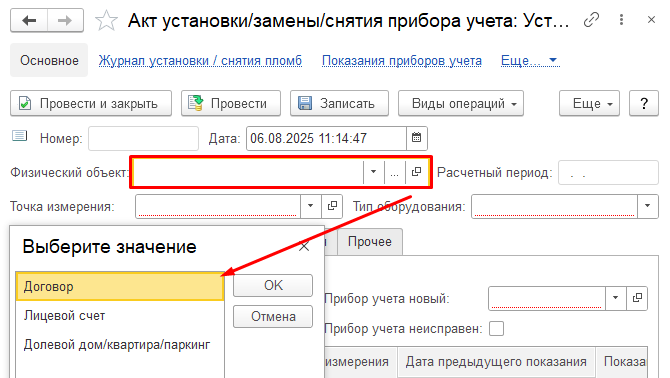 Акт установки/замены/снятия прибора учета: Уст...
Основное Журнал установки / снятия пломб Показания приборов учета Еще...
Провести и закрыть Провести Записать Виды операций Еще ?
Номер: Дата: 06.08.2025 11:14:47
Физический объект: ... Расчетный период: . .
Точка измерения: Тип оборудования:
Выберите значение Прочее
Договор OK Прибор учета новый:
Лицевой счет Отмена Прибор учета неисправен:
Долевой дом/квартира/паркинг измерения Дата предыдущего показания Показа